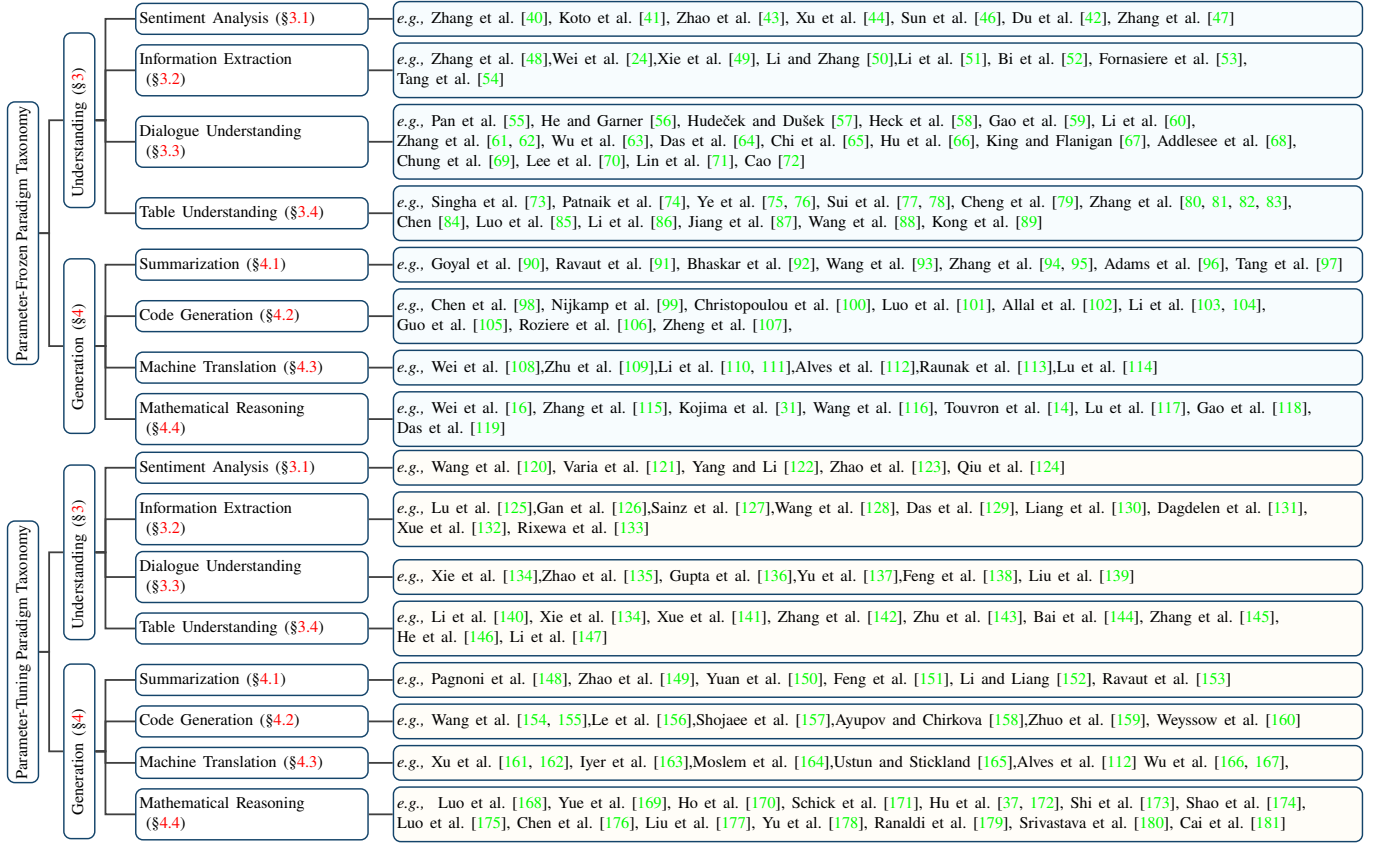 Parameter-Frozen Paradigm Taxonomy
Understanding (§3)
Sentiment Analysis (§3.1)
e.g., Zhang et al. [40], Koto et al. [41], Zhao et al. [43], Xu et al. [44], Sun et al. [46], Du et al. [42], Zhang et al. [47]
Information Extraction
(§3.2)
e.g., Zhang et al. [48],Wei et al. [24],Xie et al. [49], Li and Zhang [50],Li et al. [51], Bi et al. [52], Fornasiere et al. [53],
Tang et al. [54]
Dialogue Understanding
(§3.3)
e.g., Pan et al. [55], He and Garner [56], Hudeček and Dušek [57], Heck et al. [58], Gao et al. [59], Li et al. [60],
Zhang et al. [61, 62], Wu et al. [63], Das et al. [64], Chi et al. [65], Hu et al. [66], King and Flanigan [67], Addlesee et al. [68],
Chung et al. [69], Lee et al. [70], Lin et al. [71], Cao [72]
Table Understanding (§3.4)
e.g., Singha et al. [73], Patnaik et al. [74], Ye et al. [75, 76], Sui et al. [77, 78], Cheng et al. [79], Zhang et al. [80, 81, 82, 83],
Chen [84], Luo et al. [85], Li et al. [86], Jiang et al. [87], Wang et al. [88], Kong et al. [89]
Generation (§4)
Summarization (§4.1)
e.g., Goyal et al. [90], Ravaut et al. [91], Bhaskar et al. [92], Wang et al. [93], Zhang et al. [94, 95], Adams et al. [96], Tang et al. [97]
Code Generation (§4.2)
e.g., Chen et al. [98], Nijkamp et al. [99], Christopoulou et al. [100], Luo et al. [101], Allal et al. [102], Li et al. [103, 104],
Guo et al. [105], Roziere et al. [106], Zheng et al. [107],
Machine Translation (§4.3)
e.g., Wei et al. [108],Zhu et al. [109],Li et al. [110, 111],Alves et al. [112],Raunak et al. [113],Lu et al. [114]
Mathematical Reasoning
(§4.4)
e.g., Wei et al. [16], Zhang et al. [115], Kojima et al. [31], Wang et al. [116], Touvron et al. [14], Lu et al. [117], Gao et al. [118],
Das et al. [119]
Parameter-Tuning Paradigm Taxonomy
Understanding (§3)
Sentiment Analysis (§3.1)
e.g., Wang et al. [120], Varia et al. [121], Yang and Li [122], Zhao et al. [123], Qiu et al. [124]
Information Extraction
(§3.2)
e.g., Lu et al. [125],Gan et al. [126],Sainz et al. [127],Wang et al. [128], Das et al. [129], Liang et al. [130], Dagdelen et al. [131],
Xue et al. [132], Rixewa et al. [133]
Dialogue Understanding
(§3.3)
e.g., Xie et al. [134],Zhao et al. [135], Gupta et al. [136],Yu et al. [137],Feng et al. [138], Liu et al. [139]
Table Understanding (§3.4)
e.g., Li et al. [140], Xie et al. [134], Xue et al. [141], Zhang et al. [142], Zhu et al. [143], Bai et al. [144], Zhang et al. [145],
He et al. [146], Li et al. [147]
Generation (§4)
Summarization (§4.1)
e.g., Pagnoni et al. [148], Zhao et al. [149], Yuan et al. [150], Feng et al. [151], Li and Liang [152], Ravaut et al. [153]
Code Generation (§4.2)
e.g., Wang et al. [154, 155],Le et al. [156],Shojaee et al. [157],Ayupov and Chirkova [158],Zhuo et al. [159], Weyssow et al. [160]
Machine Translation (§4.3)
e.g., Xu et al. [161, 162], Iyer et al. [163],Moslem et al. [164],Ustun and Stickland [165],Alves et al. [112] Wu et al. [166, 167],
Mathematical Reasoning
(§4.4)
e.g., Luo et al. [168], Yue et al. [169], Ho et al. [170], Schick et al. [171], Hu et al. [37, 172], Shi et al. [173], Shao et al. [174],
Luo et al. [175], Chen et al. [176], Liu et al. [177], Yu et al. [178], Ranaldi et al. [179], Srivastava et al. [180], Cai et al. [181]